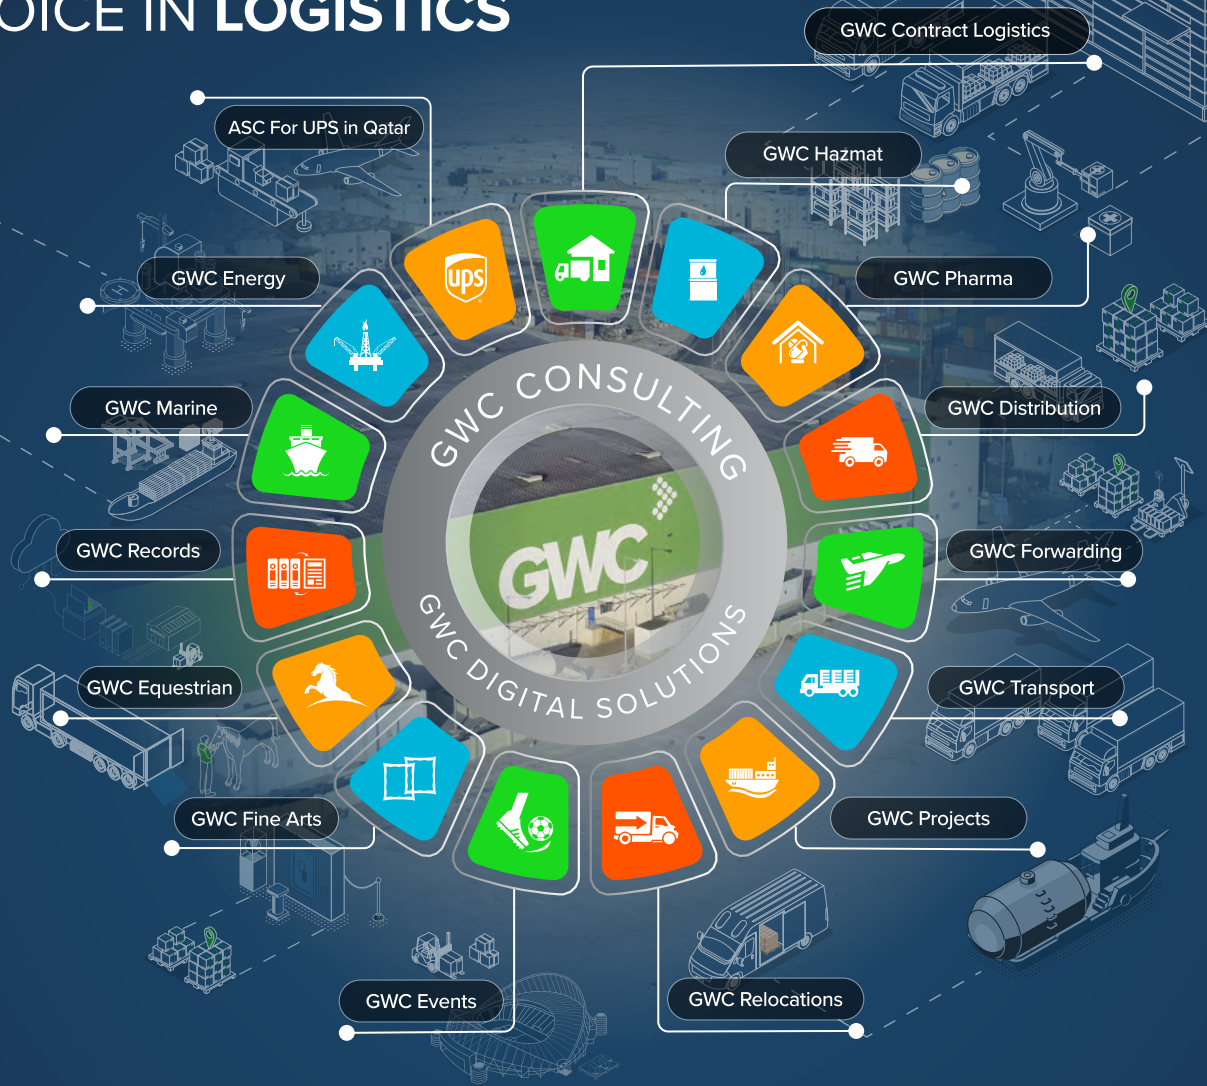 OICE IN LOGISTICS
GWC Contract Logistics
ASC For UPS in Qatar
GWC Hazmat
GWC Energy
GWC Pharma
ups
GWC Marine
GWC Distribution
GWC CONSULTING
GWC
GWC Records
GWC Forwarding
GWC DIGITAL SOLUTIONS
GWC Equestrian
GWC Transport
GWC Fine Arts
GWC Projects
GWC Events
GWC Relocations